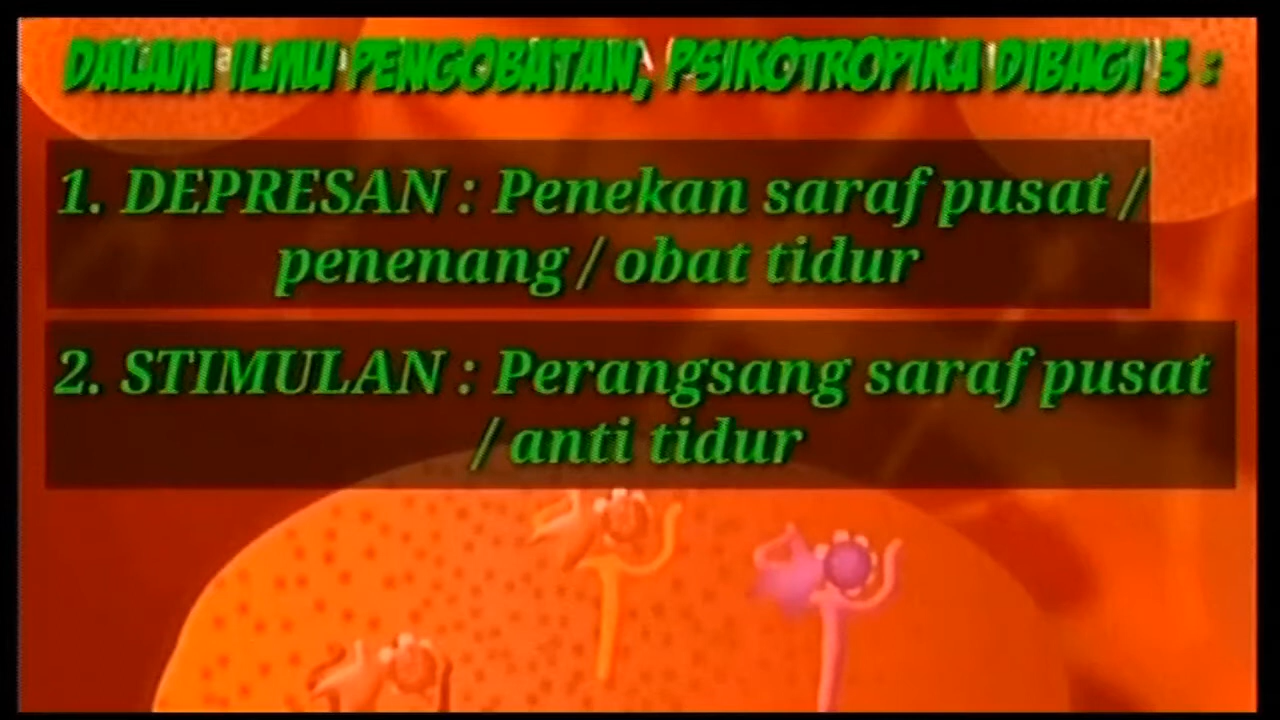 DALAM ILMU PENGOBATAN, PSIKOTROPIKA DIBAGI 3 :
1. DEPRESAN : Penekan saraf pusat /
penenang / obat tidur
2. STIMULAN : Perangsang saraf pusat
/ anti tidur